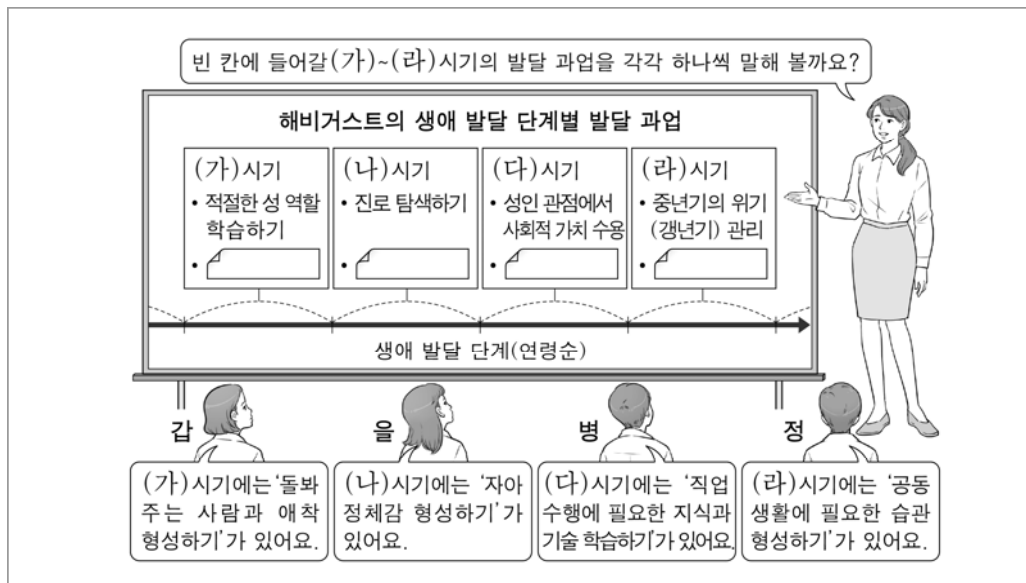 빈 칸에 들어갈 (가)~(라)시기의 발달 과업을 각각 하나씩 말해 볼까요?
해비거스트의 생애 발달 단계별 발달 과업
(가)시기
• 적절한 성 역할
학습하기
•
(나)시기
• 진로 탐색하기
•
(다)시기
• 성인 관점에서
사회적 가치 수용
•
(라)시기
• 중년기의 위기
(갱년기) 관리
•
생애 발달 단계(연령순)
갑
(가)시기에는 ‘돌봐
주는 사람과 애착
형성하기’가 있어요.
을
(나)시기에는 ‘자아
정체감 형성하기’가
있어요.
병
(다)시기에는 ‘직업
수행에 필요한 지식과
기술 학습하기’가 있어요.
정
(라)시기에는 ‘공동
생활에 필요한 습관
형성하기’가 있어요.